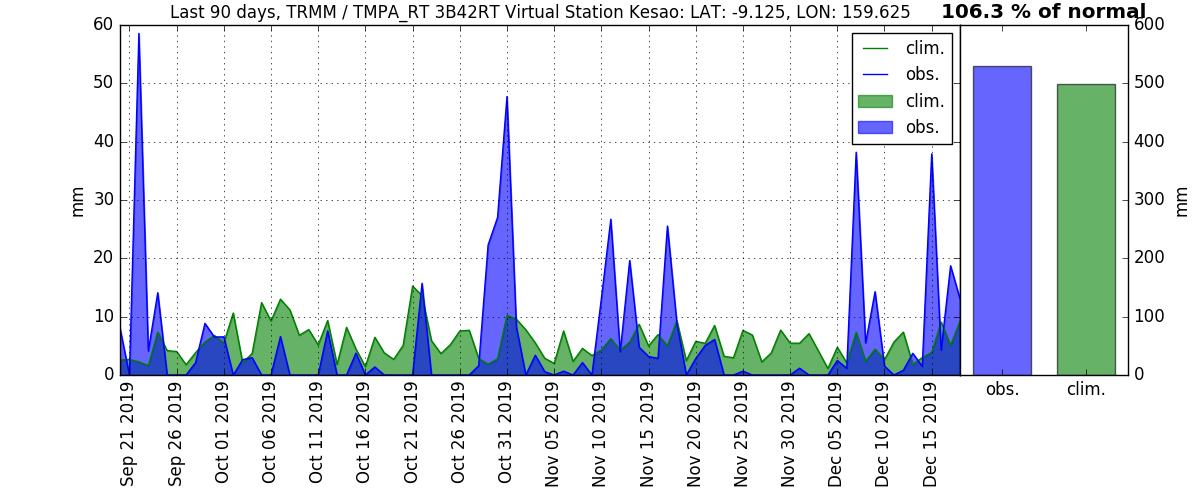 Last 90 days, TRMM / TMPA_RT 3B42RT Virtual Station Kesao: LAT: -9.125, LON: 159.625
106.3 % of normal
60
50
40
30
20
10
0
mm
clim.
obs.
clim.
obs.
600
500
400
300
200
100
0
mm
Sep 21 2019
Sep 26 2019
Oct 01 2019
Oct 06 2019
Oct 11 2019
Oct 16 2019
Oct 21 2019
Oct 26 2019
Oct 31 2019
Nov 05 2019
Nov 10 2019
Nov 15 2019
Nov 20 2019
Nov 25 2019
Nov 30 2019
Dec 05 2019
Dec 10 2019
Dec 15 2019
obs.
clim.